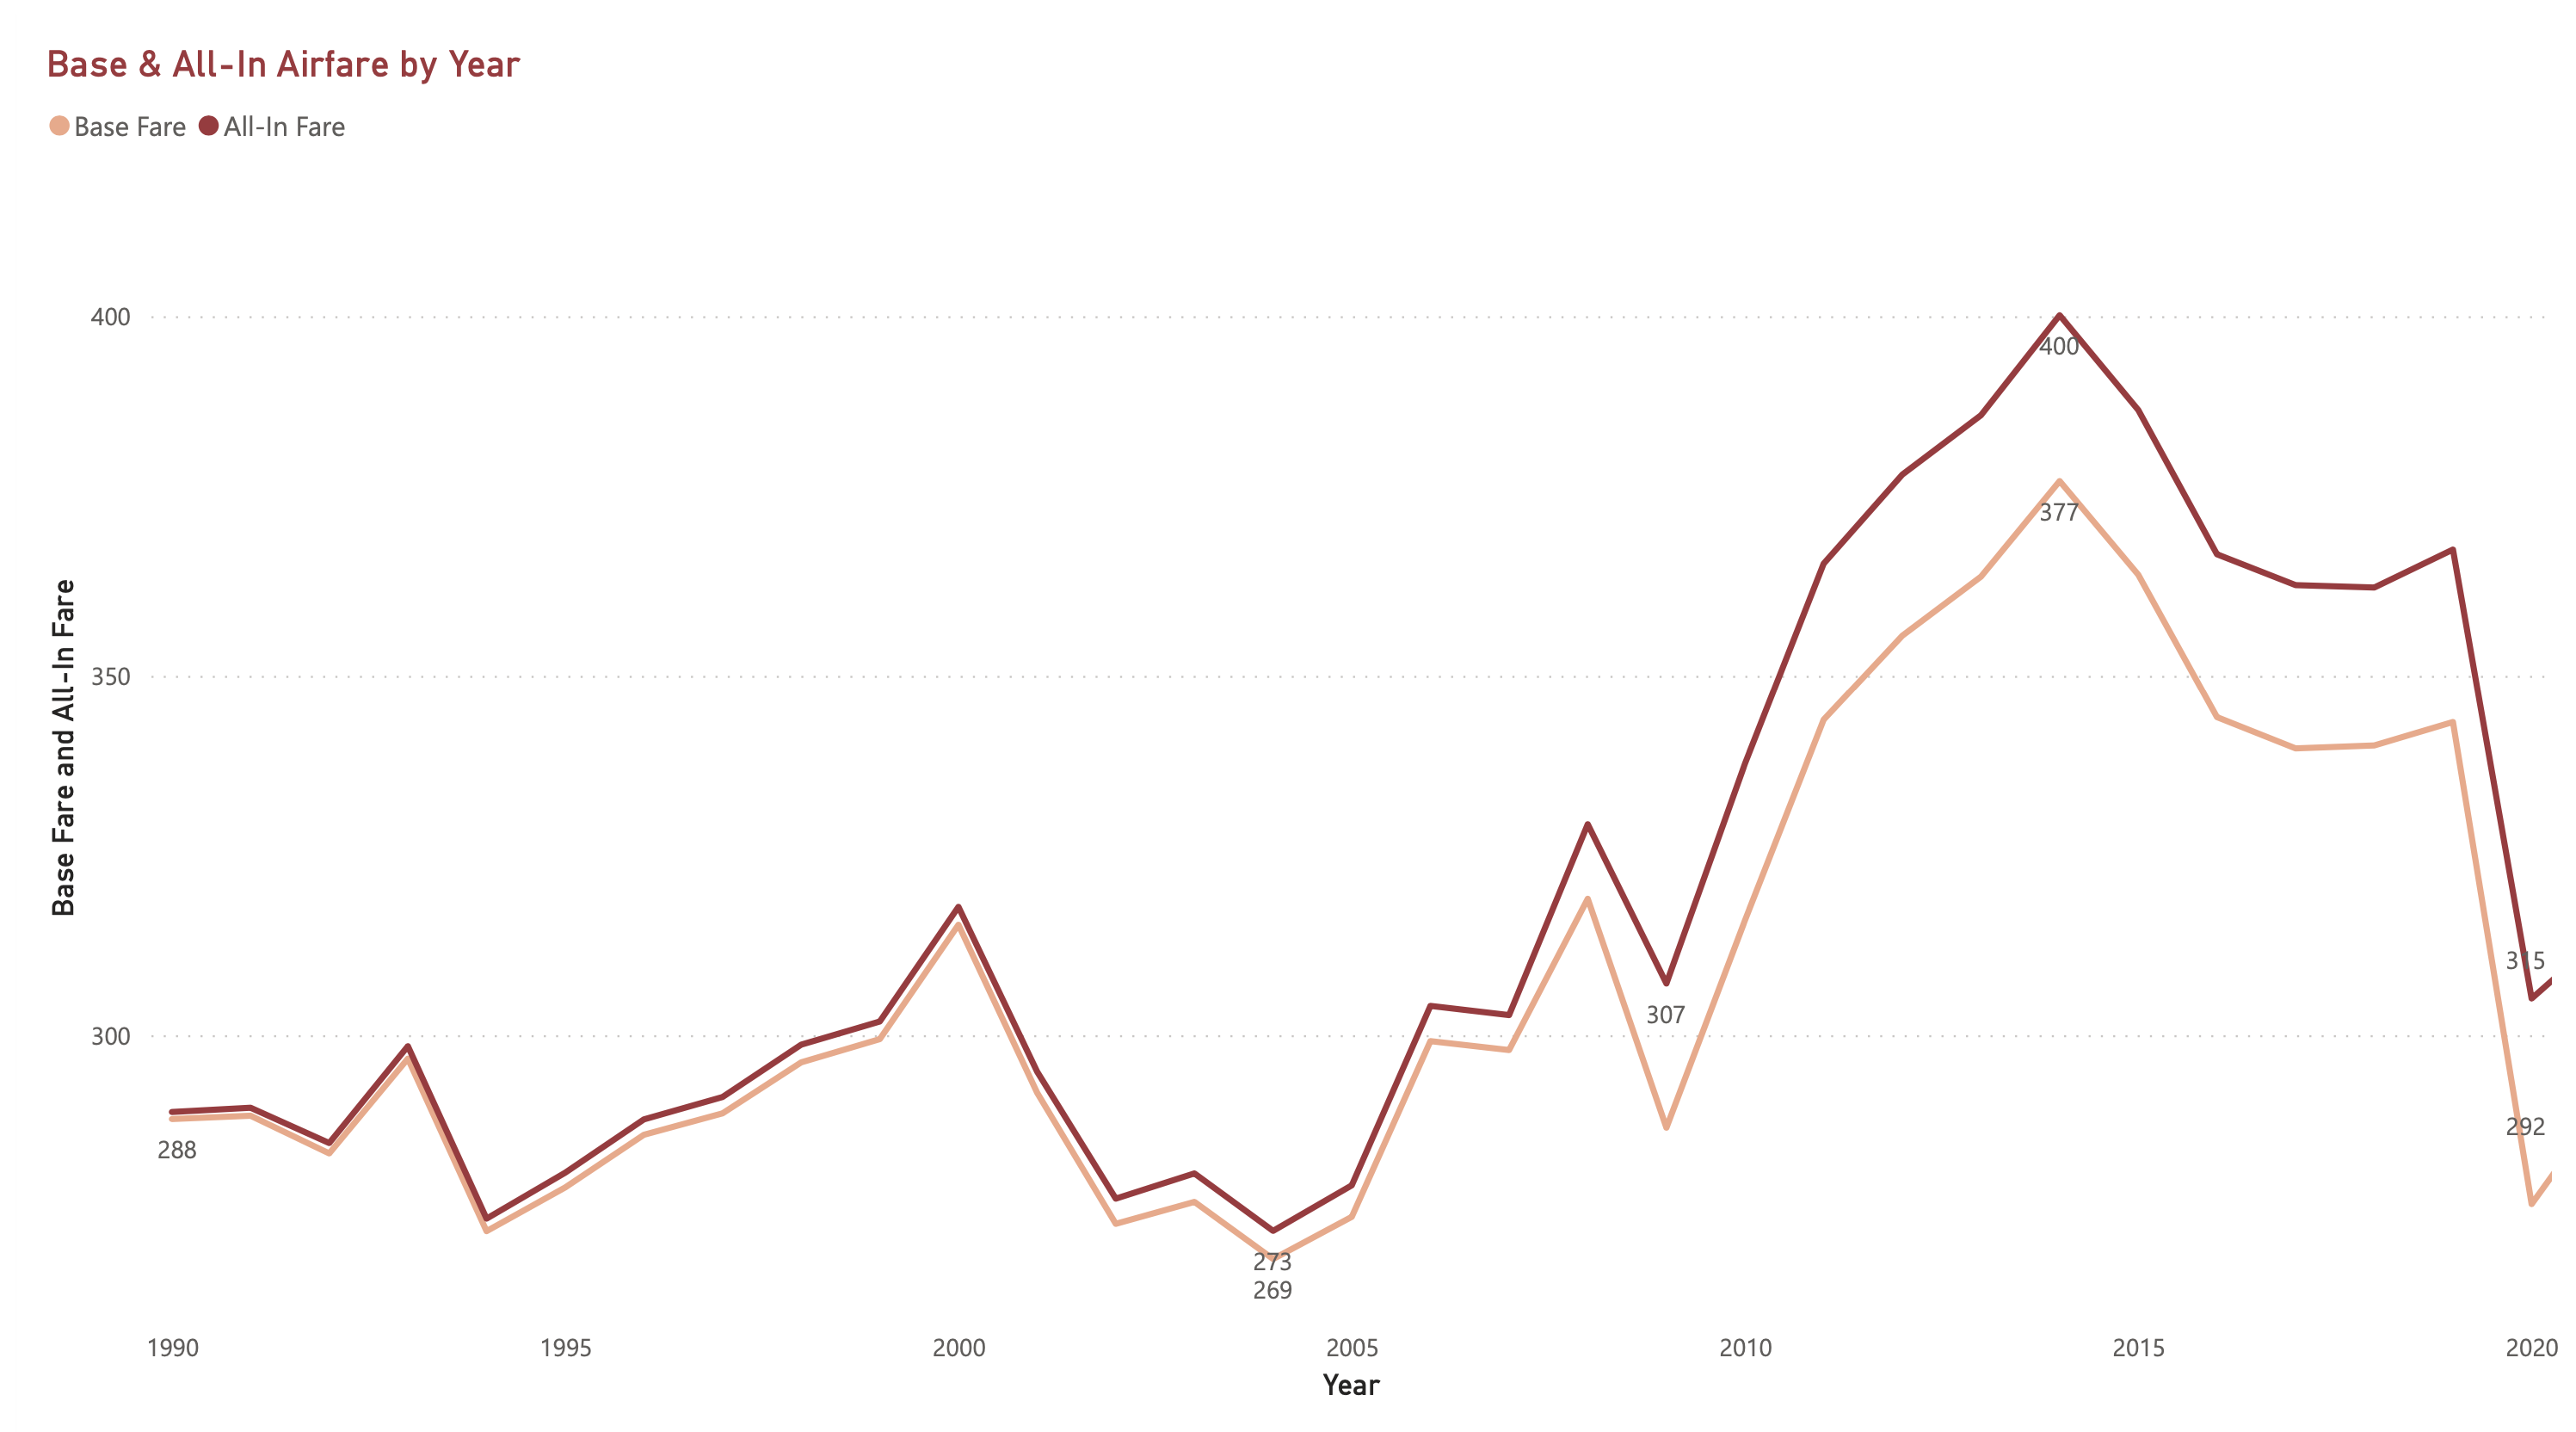 Base & All-In Airfare by Year
Base Fare All-In Fare
400
400
377
Base Fare and All-In Fare
350
315
307
300
292
288
273
269
1990 1995 2000 2005 2010 2015 2020
Year